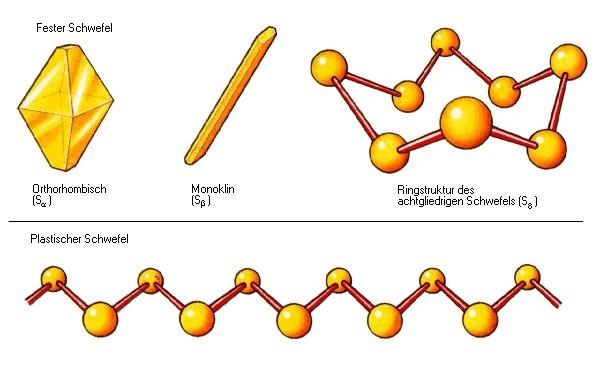 Fester Schwefel
Orthorhombisch
(Sα)
Monoklin
(Sβ)
Ringstruktur des
achtgliedrigen Schwefels (S8)
Plastischer Schwefel